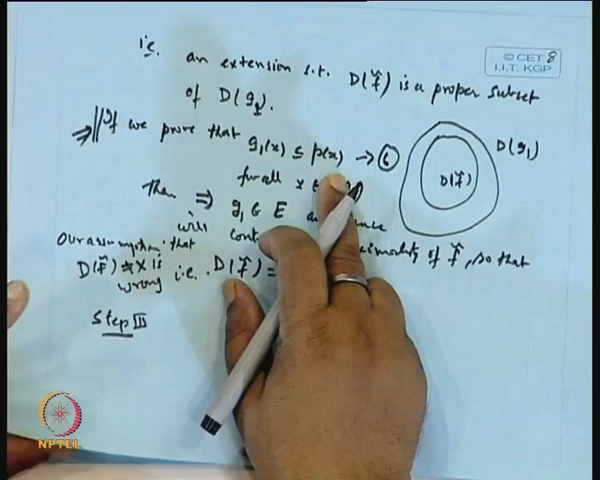 i.e. an extension s.t. D(f̃) is a proper subset
© CET
I.I.T. KGP
8
of D(g₁).
⇒ || If we prove that g₁(x) ≤ p(x) → ⑥
D(g₁)
D(f̃)
for all x
then ⇒ g₁ ∈ E
will
Our assumption that
D(f̃) ≠ X is
wrong i.e. D(f̃) =
of f̃, so that
Step III
NPTEL